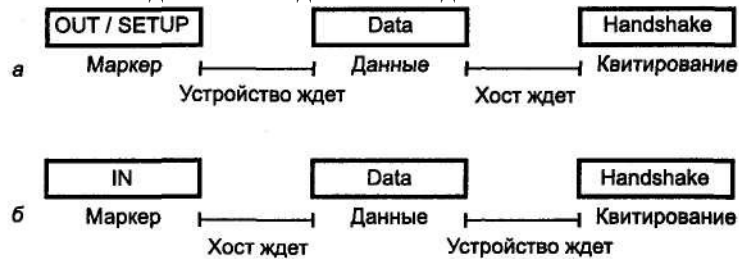 OUT / SETUP Data Handshake
а Маркер Данные Квитирование
Устройство ждет Хост ждет
IN Data Handshake
б Маркер Данные Квитирование
Хост ждет Устройство ждет